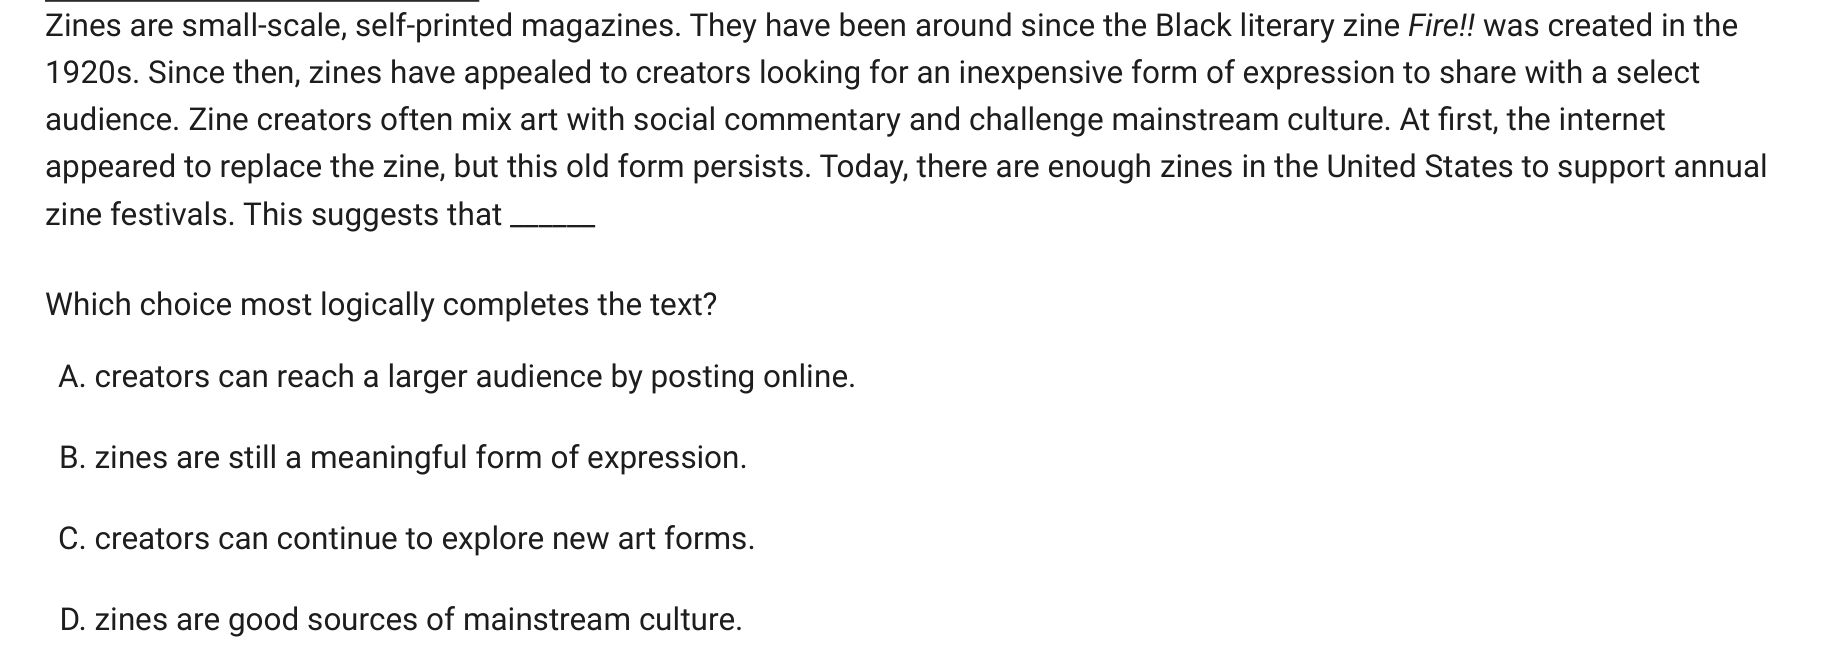 Zines are small-scale, self-printed magazines. They have been around since the Black literary zine Fire!! was created in the
1920s. Since then, zines have appealed to creators looking for an inexpensive form of expression to share with a select
audience. Zine creators often mix art with social commentary and challenge mainstream culture. At first, the internet
appeared to replace the zine, but this old form persists. Today, there are enough zines in the United States to support annual
zine festivals. This suggests that ______
Which choice most logically completes the text?
A. creators can reach a larger audience by posting online.
B. zines are still a meaningful form of expression.
C. creators can continue to explore new art forms.
D. zines are good sources of mainstream culture.